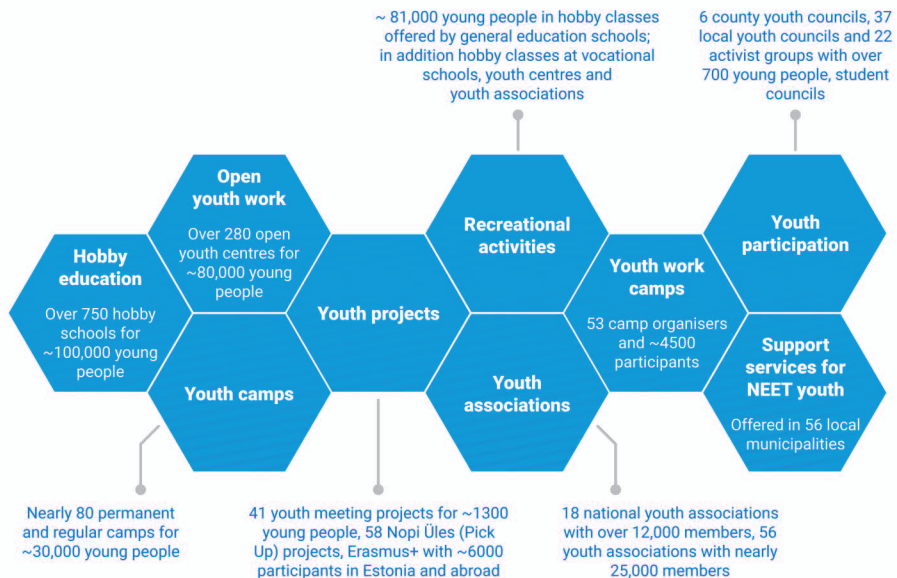 ~ 81,000 young people in hobby classes
offered by general education schools;
in addition hobby classes at vocational
schools, youth centres and
youth associations
6 county youth councils, 37
local youth councils and 22
activist groups with over
700 young people, student
councils
Open
youth work
Over 280 open
youth centres for
~80,000 young
people
Hobby
education
Over 750 hobby
schools for
~100,000 young
people
Youth camps
Youth projects
Recreational
activities
Youth
associations
Youth work
camps
53 camp organisers
and ~4500
participants
Youth
participation
Support
services for
NEET youth
Offered in 56 local
municipalities
Nearly 80 permanent
and regular camps for
~30,000 young people
41 youth meeting projects for ~1300
young people, 58 Nopi Üles (Pick
Up) projects, Erasmus+ with ~6000
participants in Estonia and abroad
18 national youth associations
with over 12,000 members, 56
youth associations with nearly
25,000 members